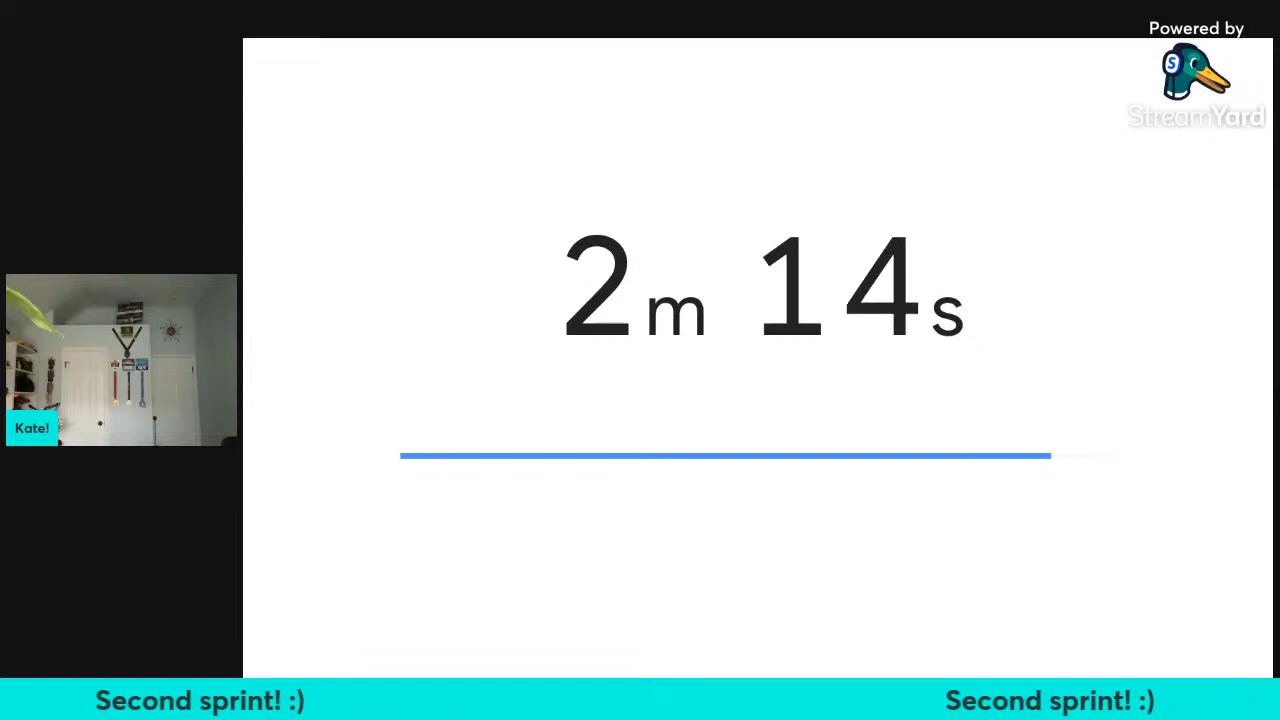 Powered by
S
StreamYard
2m 14s
Kate!
Second sprint! :)
Second sprint! :)